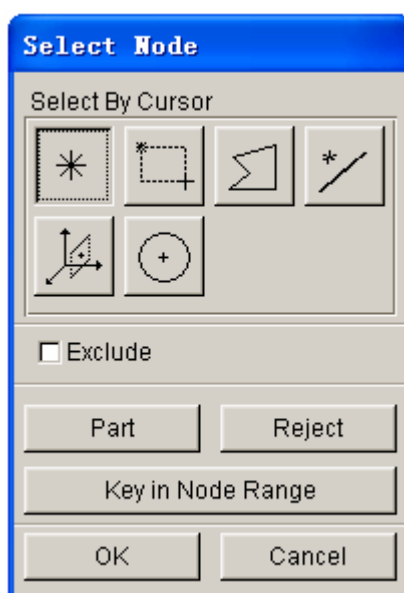 Select Node
Select By Cursor
Exclude
Part Reject
Key in Node Range
OK Cancel